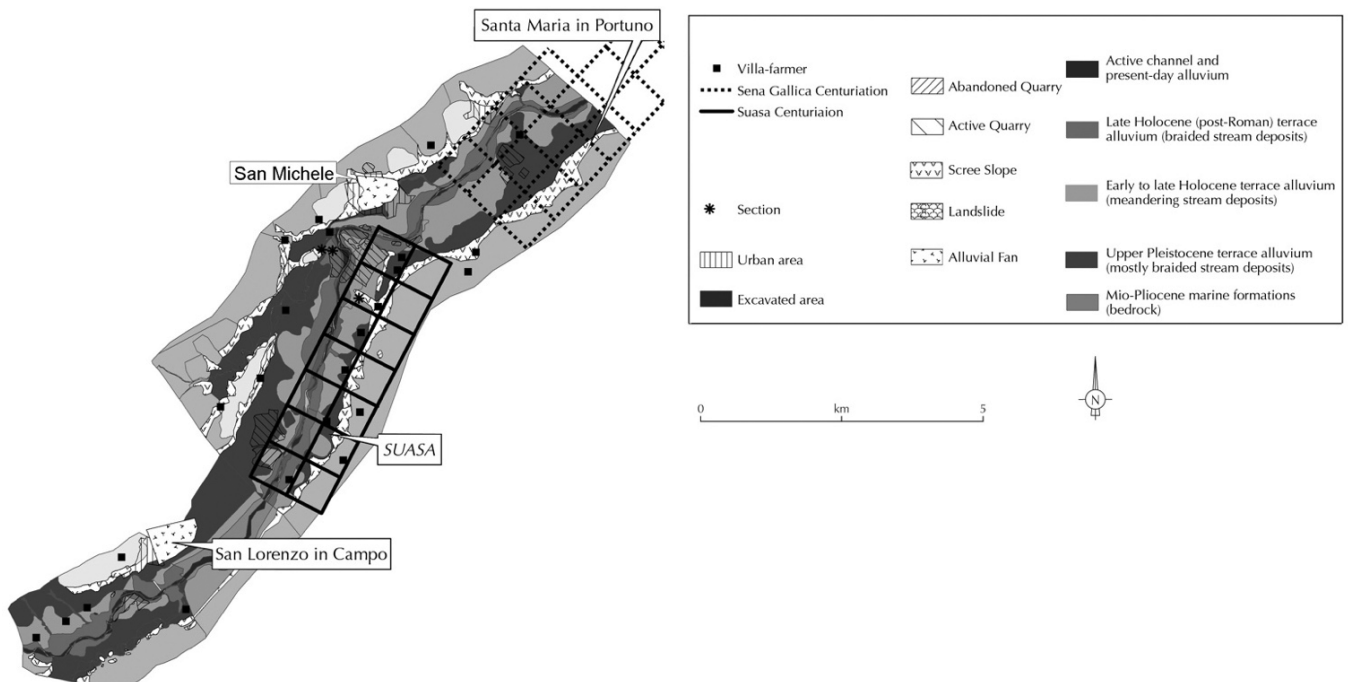 Santa Maria in Portuno
San Michele
SUASA
San Lorenzo in Campo
Villa-farmer
Sena Gallica Centuriation
Suasa Centuriaion
Section
Urban area
Excavated area
Abandoned Quarry
Active Quarry
Scree Slope
Landslide
Alluvial Fan
Active channel and
present-day alluvium
Late Holocene (post-Roman) terrace
alluvium (braided stream deposits)
Early to late Holocene terrace alluvium
(meandering stream deposits)
Upper Pleistocene terrace alluvium
(mostly braided stream deposits)
Mio-Pliocene marine formations
(bedrock)
0 km 5
N